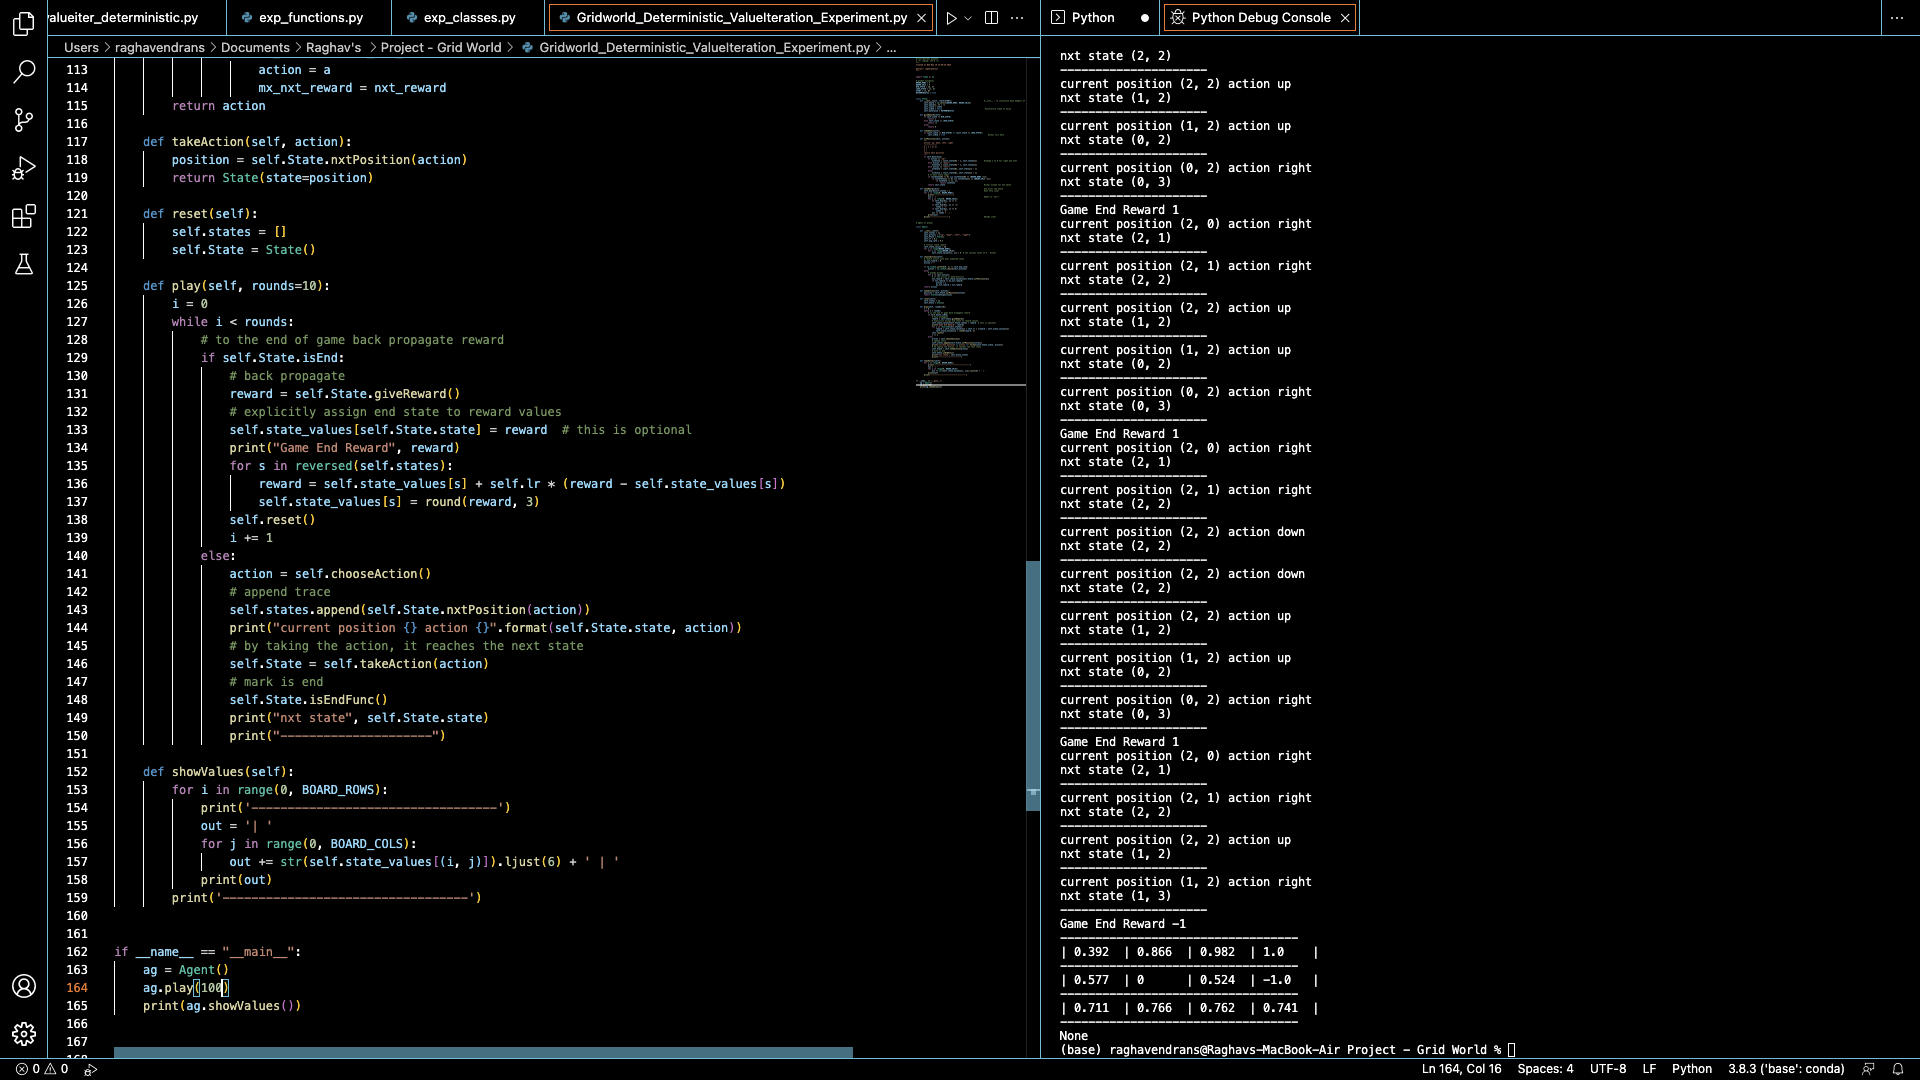 valueiter_deterministic.py
exp_functions.py
exp_classes.py
Gridworld_Deterministic_ValueIteration_Experiment.py
Python
Python Debug Console
Users > raghavendrans > Documents > Raghav's > Project - Grid World > Gridworld_Deterministic_ValueIteration_Experiment.py > ...
113 action = a
114 mx_nxt_reward = nxt_reward
115 return action
116
117 def takeAction(self, action):
118 position = self.State.nxtPosition(action)
119 return State(state=position)
120
121 def reset(self):
122 self.states = []
123 self.State = State()
124
125 def play(self, rounds=10):
126 i = 0
127 while i < rounds:
128 # to the end of game back propagate reward
129 if self.State.isEnd:
130 # back propagate
131 reward = self.State.giveReward()
132 # explicitly assign end state to reward values
133 self.state_values[self.State.state] = reward  # this is optional
134 print("Game End Reward", reward)
135 for s in reversed(self.states):
136 reward = self.state_values[s] + self.lr * (reward - self.state_values[s])
137 self.state_values[s] = round(reward, 3)
138 self.reset()
139 i += 1
140 else:
141 action = self.chooseAction()
142 # append trace
143 self.states.append(self.State.nxtPosition(action))
144 print("current position {} action {}".format(self.State.state, action))
145 # by taking the action, it reaches the next state
146 self.State = self.takeAction(action)
147 # mark is end
148 self.State.isEndFunc()
149 print("nxt state", self.State.state)
150 print("---------------------")
151
152 def showValues(self):
153 for i in range(0, BOARD_ROWS):
154 print('----------------------------------')
155 out = '| '
156 for j in range(0, BOARD_COLS):
157 out += str(self.state_values[(i, j)]).ljust(6) + ' | '
158 print(out)
159 print('----------------------------------')
160
161
162 if __name__ == "__main__":
163 ag = Agent()
164 ag.play(100)
165 print(ag.showValues())
166
167
168
nxt state (2, 2)
---------------------
current position (2, 2) action up
nxt state (1, 2)
---------------------
current position (1, 2) action up
nxt state (0, 2)
---------------------
current position (0, 2) action right
nxt state (0, 3)
---------------------
Game End Reward 1
current position (2, 0) action right
nxt state (2, 1)
---------------------
current position (2, 1) action right
nxt state (2, 2)
---------------------
current position (2, 2) action up
nxt state (1, 2)
---------------------
current position (1, 2) action up
nxt state (0, 2)
---------------------
current position (0, 2) action right
nxt state (0, 3)
---------------------
Game End Reward 1
current position (2, 0) action right
nxt state (2, 1)
---------------------
current position (2, 1) action right
nxt state (2, 2)
---------------------
current position (2, 2) action down
nxt state (2, 2)
---------------------
current position (2, 2) action down
nxt state (2, 2)
---------------------
current position (2, 2) action up
nxt state (1, 2)
---------------------
current position (1, 2) action up
nxt state (0, 2)
---------------------
current position (0, 2) action right
nxt state (0, 3)
---------------------
Game End Reward 1
current position (2, 0) action right
nxt state (2, 1)
---------------------
current position (2, 1) action right
nxt state (2, 2)
---------------------
current position (2, 2) action up
nxt state (1, 2)
---------------------
current position (1, 2) action right
nxt state (1, 3)
---------------------
Game End Reward -1
----------------------------------
| 0.392  | 0.866  | 0.982  | 1.0    |
----------------------------------
| 0.577  | 0      | 0.524  | -1.0   |
----------------------------------
| 0.711  | 0.766  | 0.762  | 0.741  |
----------------------------------
None
(base) raghavendrans@Raghavs-MacBook-Air Project - Grid World %
0 0
Ln 164, Col 16
Spaces: 4
UTF-8
LF
Python
3.8.3 ('base': conda)